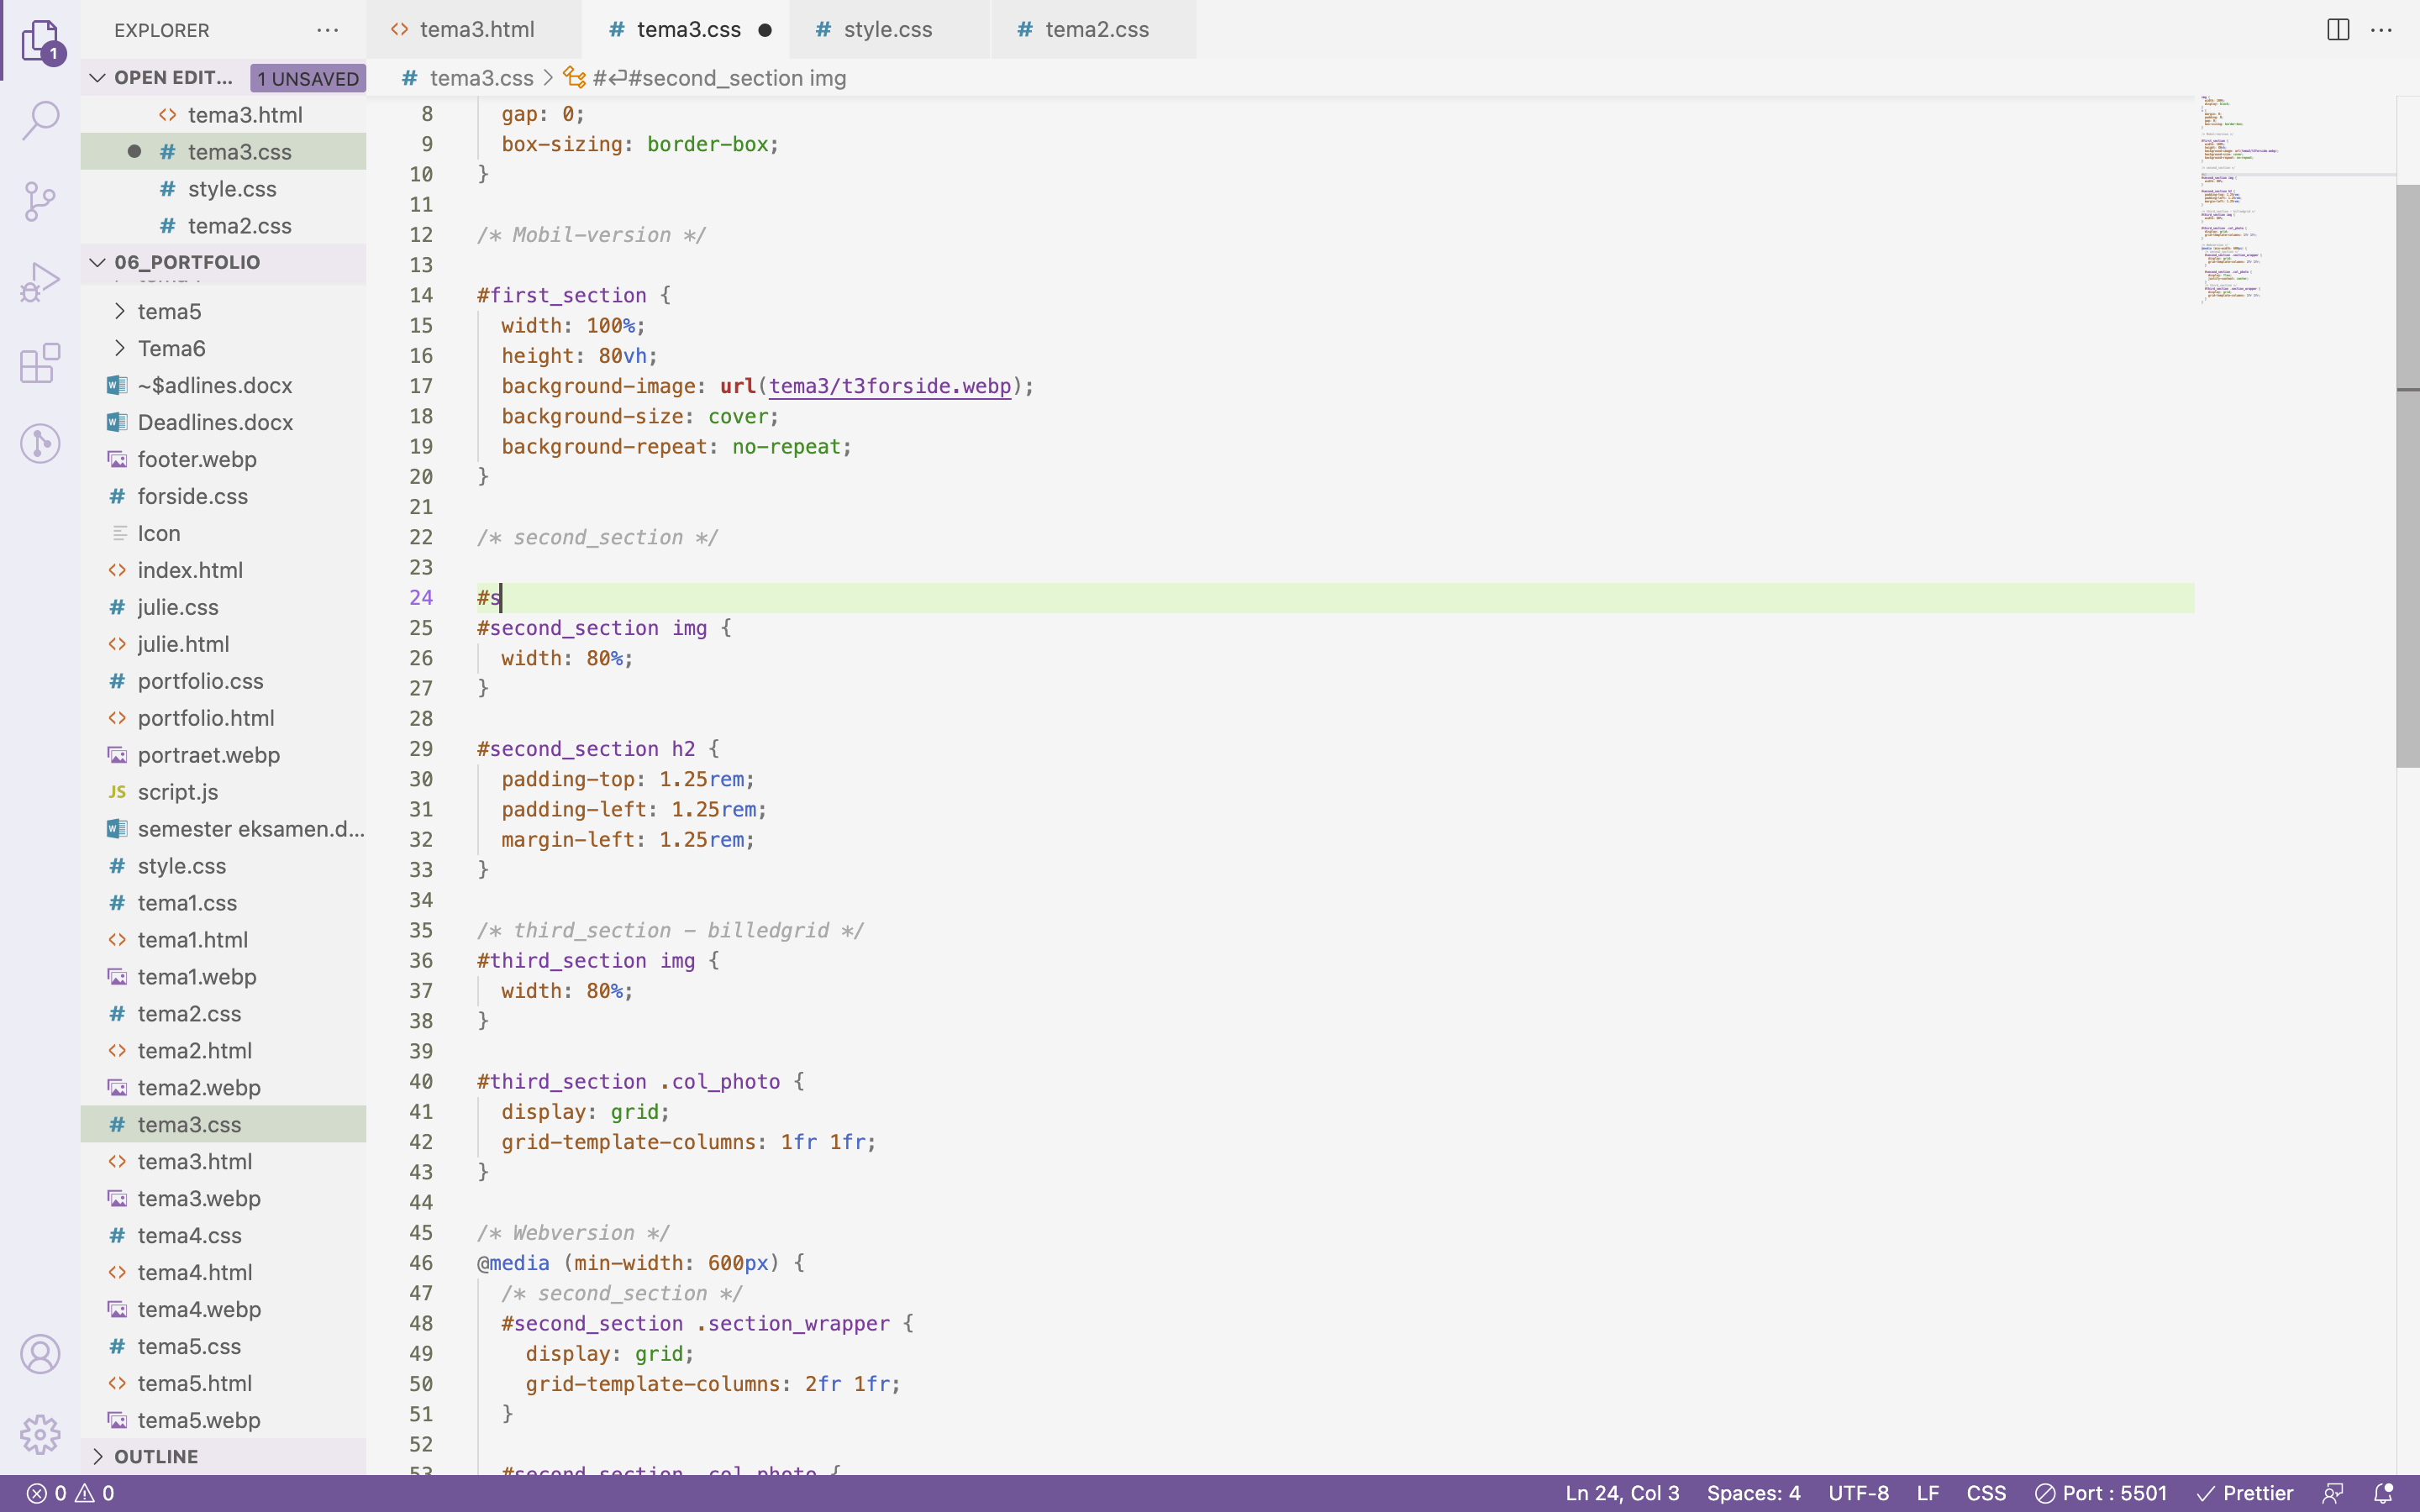 EXPLORER
OPEN EDIT... 1 UNSAVED
tema3.html
tema3.css
style.css
tema2.css
06_PORTFOLIO
tema5
Tema6
~$adlines.docx
Deadlines.docx
footer.webp
forside.css
Icon
index.html
julie.css
julie.html
portfolio.css
portfolio.html
portraet.webp
script.js
semester eksamen.d...
style.css
tema1.css
tema1.html
tema1.webp
tema2.css
tema2.html
tema2.webp
tema3.css
tema3.html
tema3.webp
tema4.css
tema4.html
tema4.webp
tema5.css
tema5.html
tema5.webp
OUTLINE
tema3.html tema3.css style.css tema2.css
tema3.css > #↩#second_section img
8 gap: 0;
9 box-sizing: border-box;
10 }
11
12 /* Mobil-version */
13
14 #first_section {
15 width: 100%;
16 height: 80vh;
17 background-image: url(tema3/t3forside.webp);
18 background-size: cover;
19 background-repeat: no-repeat;
20 }
21
22 /* second_section */
23
24 #s
25 #second_section img {
26 width: 80%;
27 }
28
29 #second_section h2 {
30 padding-top: 1.25rem;
31 padding-left: 1.25rem;
32 margin-left: 1.25rem;
33 }
34
35 /* third_section - billedgrid */
36 #third_section img {
37 width: 80%;
38 }
39
40 #third_section .col_photo {
41 display: grid;
42 grid-template-columns: 1fr 1fr;
43 }
44
45 /* Webversion */
46 @media (min-width: 600px) {
47 /* second_section */
48 #second_section .section_wrapper {
49 display: grid;
50 grid-template-columns: 2fr 1fr;
51 }
52
53 #second_section .col_photo {
0 0 Ln 24, Col 3 Spaces: 4 UTF-8 LF CSS Port : 5501 Prettier